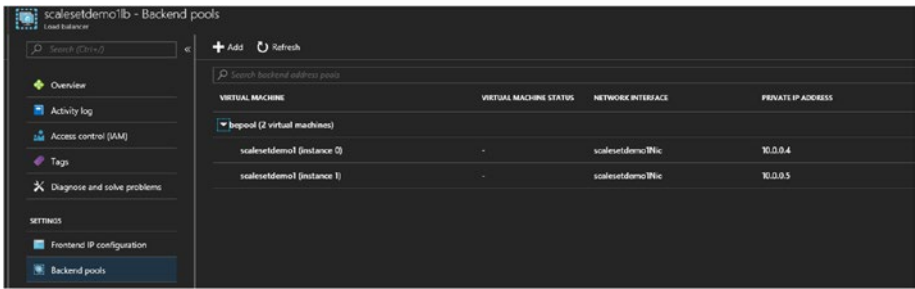 scalesetdemo1lb - Backend pools
Load balancer
Search (Ctrl+/)
«
Add Refresh
Search backend address pools
Overview
Activity log
Access control (IAM)
Tags
Diagnose and solve problems
SETTINGS
Frontend IP configuration
Backend pools
VIRTUAL MACHINE VIRTUAL MACHINE STATUS NETWORK INTERFACE PRIVATE IP ADDRESS
bepool (2 virtual machines)
scalesetdemo1 (instance 0) - scalesetdemo1Nic 10.0.0.4
scalesetdemo1 (instance 1) - scalesetdemo1Nic 10.0.0.5